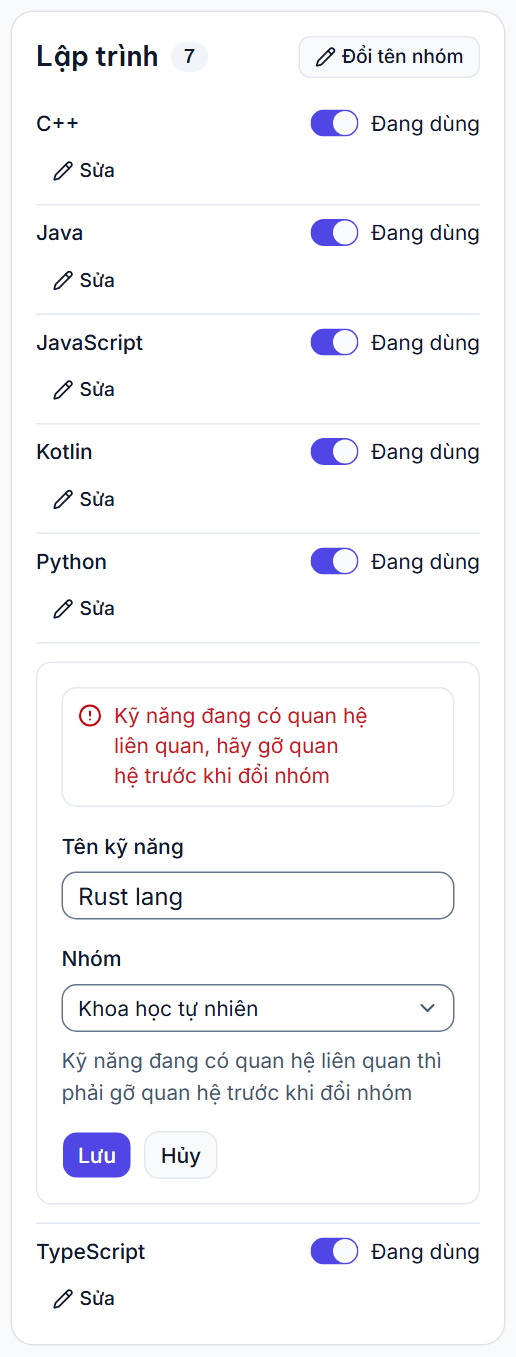 Lập trình 7 Đổi tên nhóm
C++ Đang dùng
Sửa
Java Đang dùng
Sửa
JavaScript Đang dùng
Sửa
Kotlin Đang dùng
Sửa
Python Đang dùng
Sửa
Kỹ năng đang có quan hệ
liên quan, hãy gỡ quan
hệ trước khi đổi nhóm
Tên kỹ năng
Rust lang
Nhóm
Khoa học tự nhiên
Kỹ năng đang có quan hệ liên quan thì
phải gỡ quan hệ trước khi đổi nhóm
Lưu Hủy
TypeScript Đang dùng
Sửa